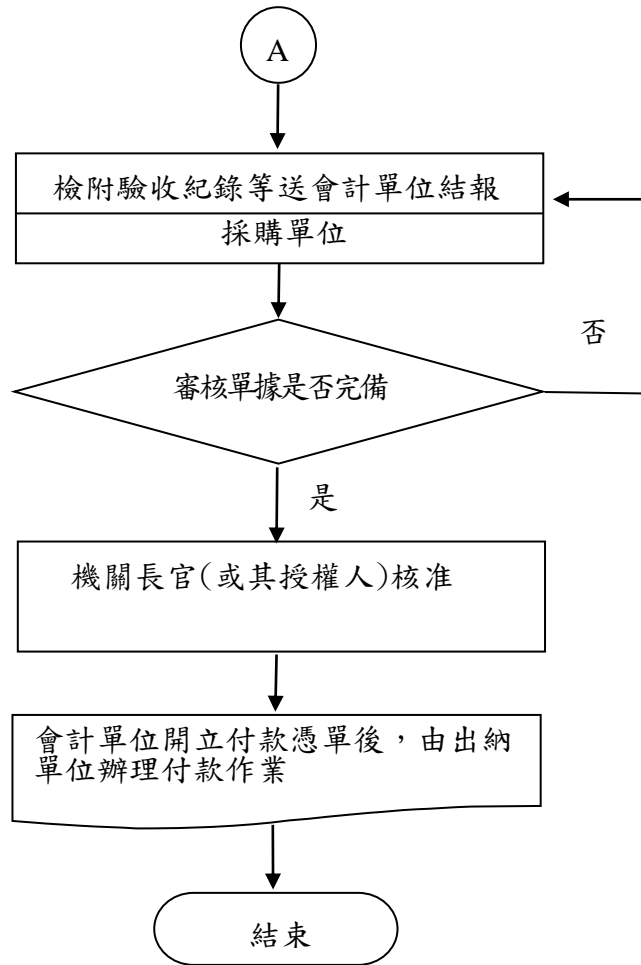 A
檢附驗收紀錄等送會計單位結報
採購單位
否
審核單據是否完備
是
機關長官(或其授權人)核准
會計單位開立付款憑單後，由出納
單位辦理付款作業
結束